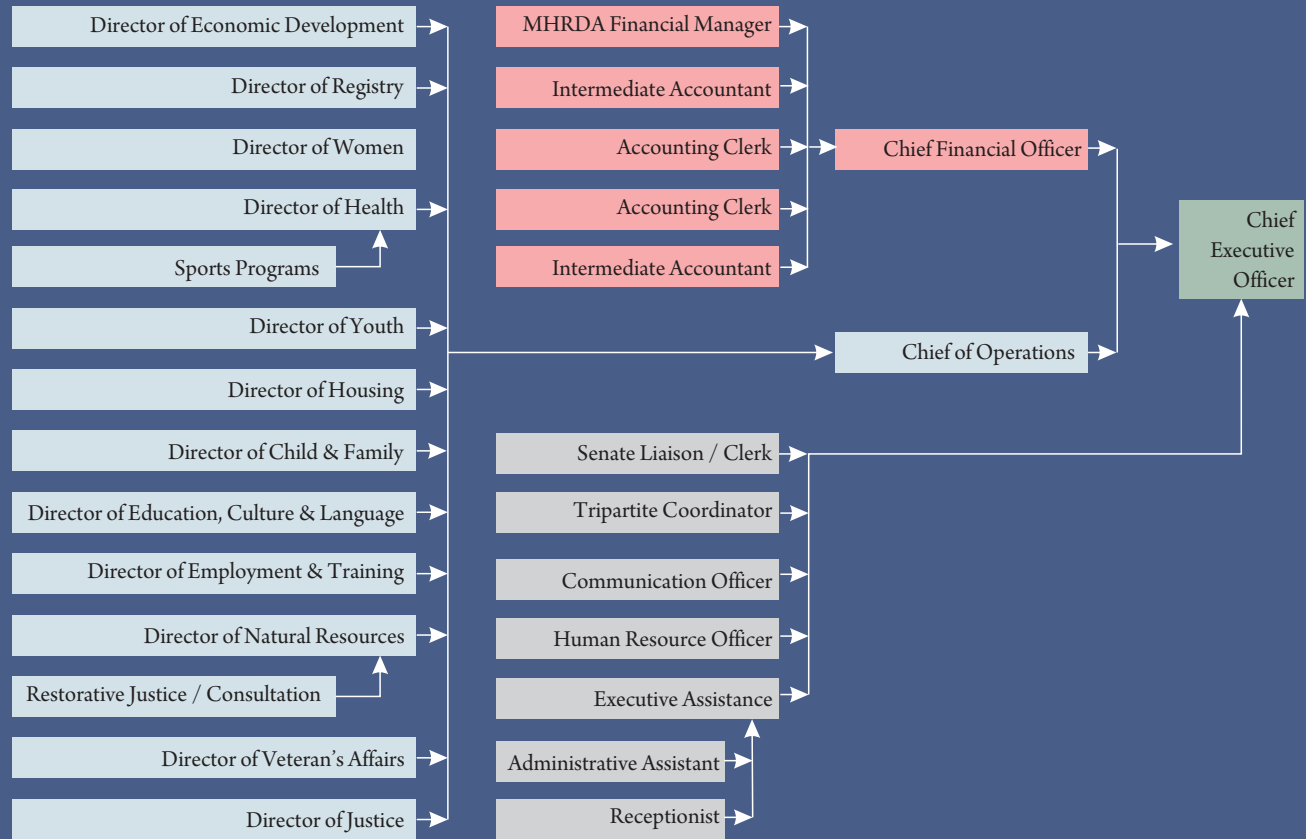 Director of Economic Development
Director of Registry
Director of Women
Director of Health
Sports Programs
Director of Youth
Director of Housing
Director of Child & Family
Director of Education, Culture & Language
Director of Employment & Training
Director of Natural Resources
Restorative Justice / Consultation
Director of Veteran’s Affairs
Director of Justice
MHRDA Financial Manager
Intermediate Accountant
Accounting Clerk
Accounting Clerk
Intermediate Accountant
Senate Liaison / Clerk
Tripartite Coordinator
Communication Officer
Human Resource Officer
Executive Assistance
Administrative Assistant
Receptionist
Chief Financial Officer
Chief of Operations
Chief
Executive
Officer